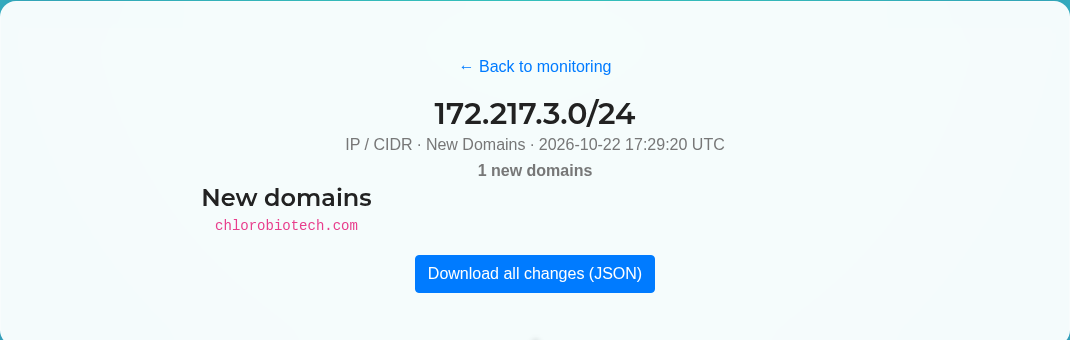 ← Back to monitoring
172.217.3.0/24
IP / CIDR · New Domains · 2026-10-22 17:29:20 UTC
1 new domains
New domains
chlorobiotech.com
Download all changes (JSON)